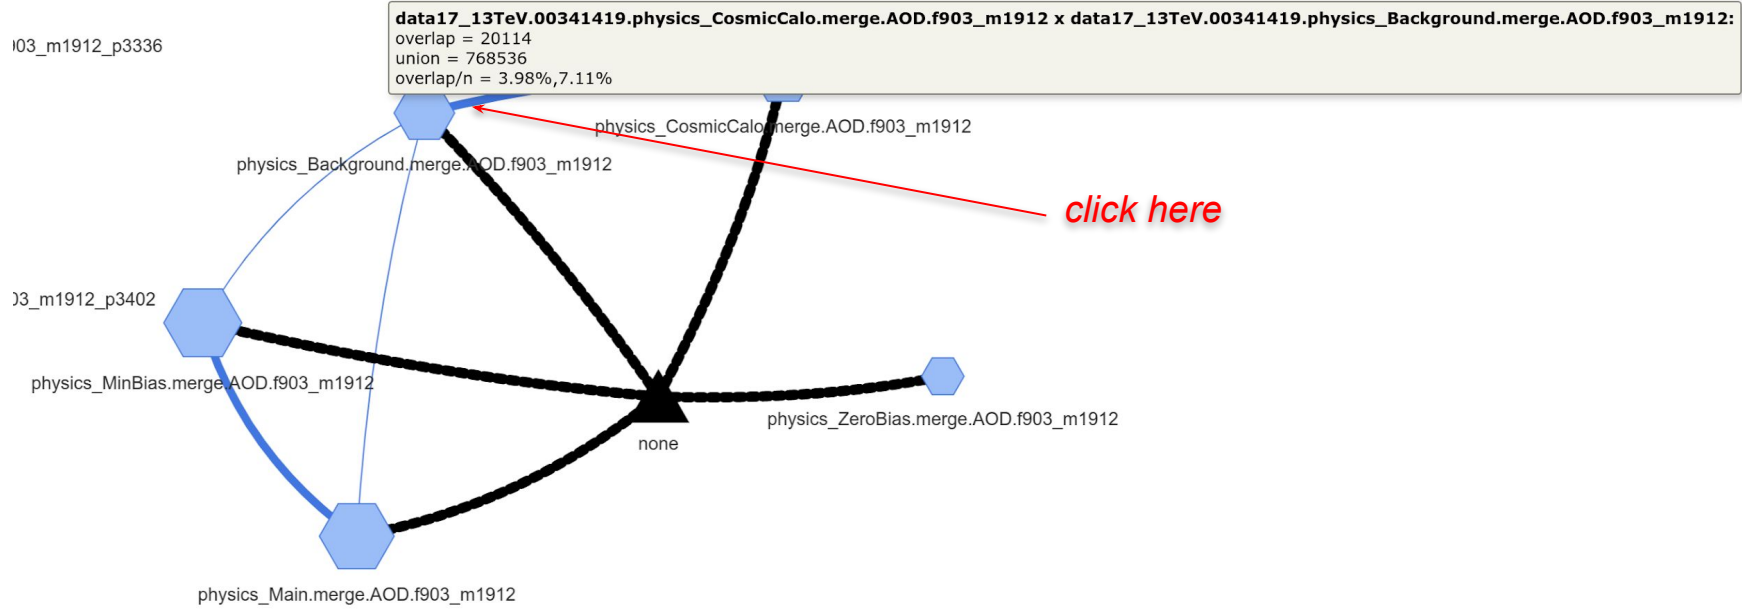 data17_13TeV.00341419.physics_CosmicCalo.merge.AOD.f903_m1912 x data17_13TeV.00341419.physics_Background.merge.AOD.f903_m1912:
overlap = 20114
union = 768536
overlap/n = 3.98%,7.11%
03_m1912_p3336
physics_CosmicCalo.merge.AOD.f903_m1912
physics_Background.merge.AOD.f903_m1912
click here
03_m1912_p3402
physics_MinBias.merge.AOD.f903_m1912
physics_ZeroBias.merge.AOD.f903_m1912
none
physics_Main.merge.AOD.f903_m1912